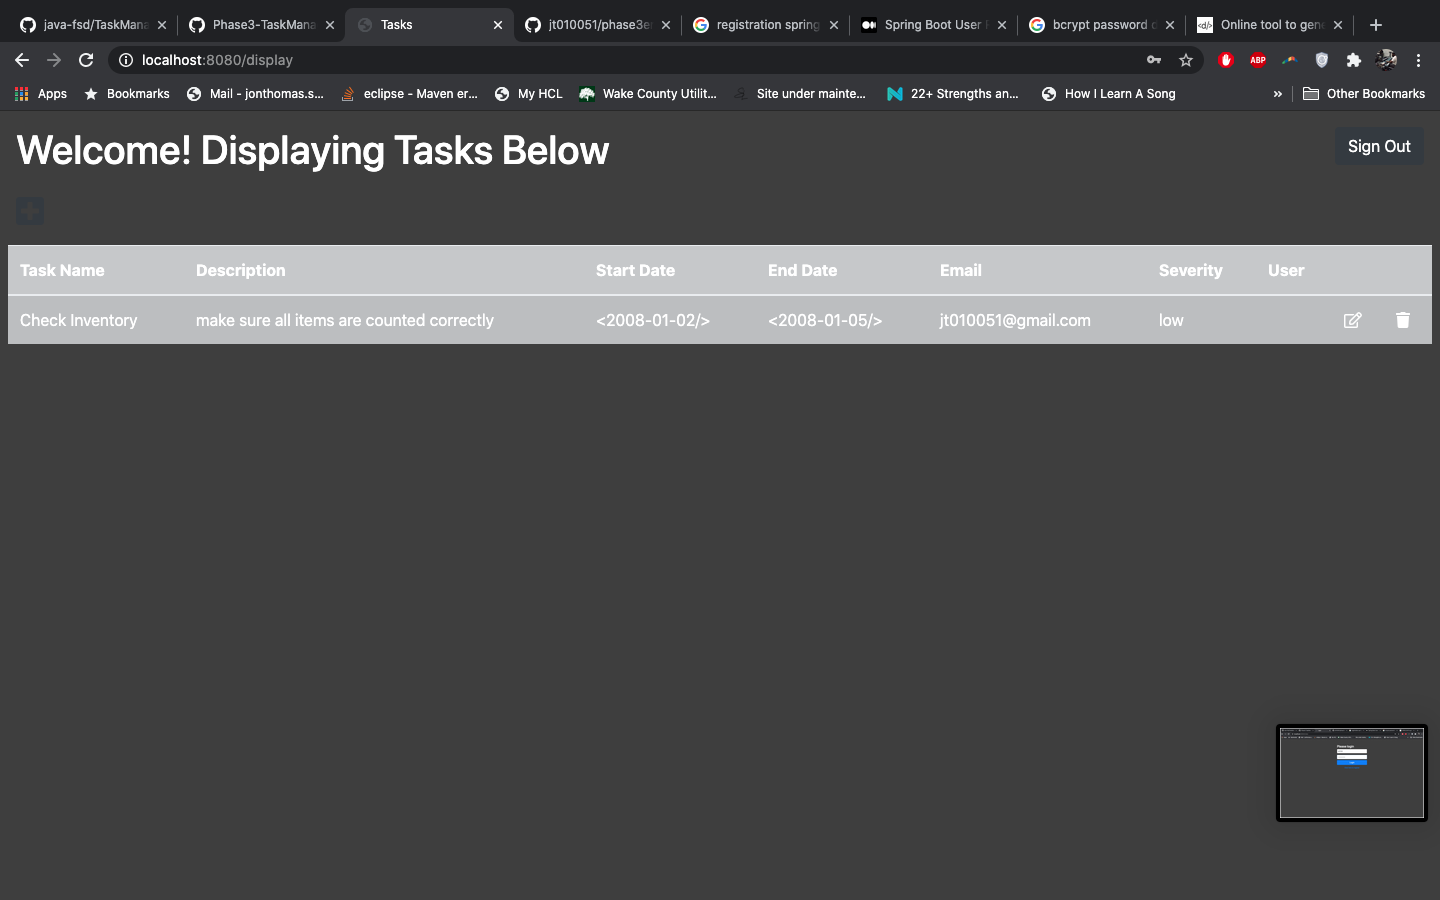 java-fsd/TaskMana Phase3-TaskMana Tasks jt010051/phase3e registration spring Spring Boot User bcrypt password d Online tool to gene
localhost:8080/display
ABP
Apps Bookmarks Mail - jonthomas.s... eclipse - Maven er... My HCL Wake County Utilit... Site under mainte... 22+ Strengths an... How I Learn A Song » Other Bookmarks
Welcome! Displaying Tasks Below
Sign Out
Task Name Description Start Date End Date Email Severity User
Check Inventory make sure all items are counted correctly <2008-01-02/> <2008-01-05/> jt010051@gmail.com low
Please login